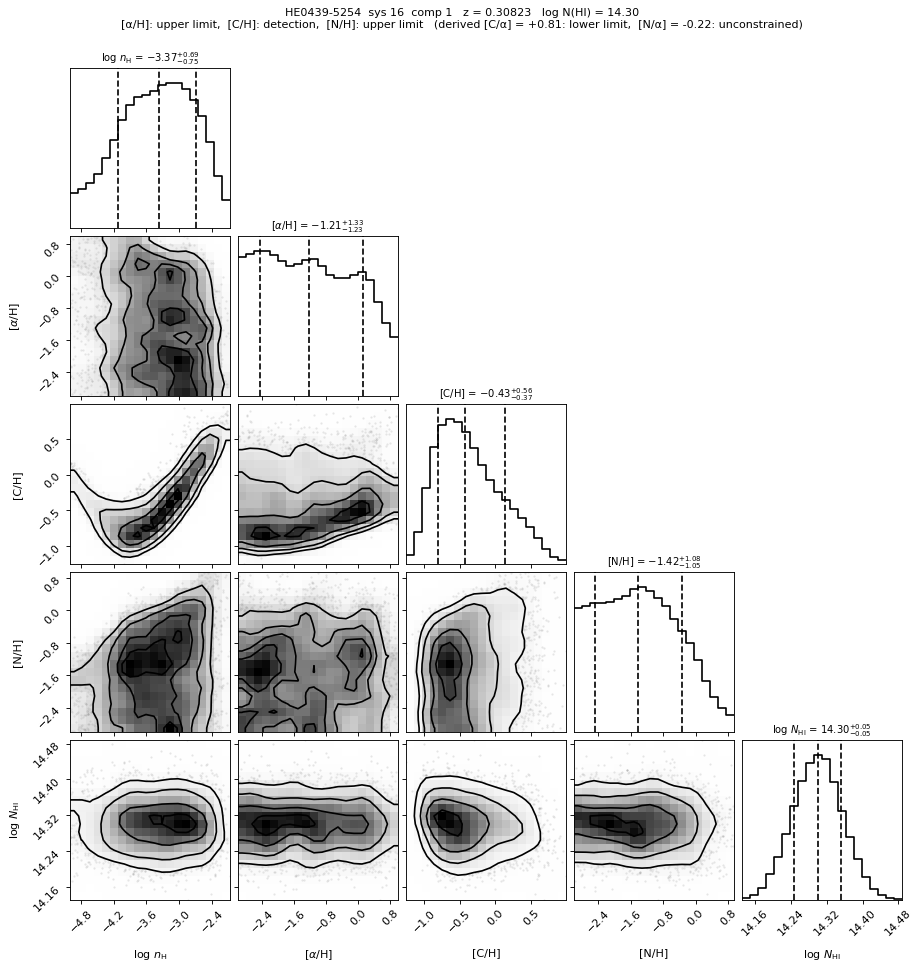 HE0439-5254 sys 16 comp 1 z = 0.30823 log N(HI) = 14.30
[α/H]: upper limit, [C/H]: detection, [N/H]: upper limit (derived [C/α] = +0.81: lower limit, [N/α] = -0.22: unconstrained)
log n_H = −3.37 +0.69 −0.75
[α/H] = −1.21 +1.33 −1.23
0.8
0.0
−0.8
−1.6
−2.4
[α/H]
[C/H] = −0.43 +0.56 −0.37
0.5
0.0
−0.5
−1.0
[C/H]
[N/H] = −1.42 +1.08 −1.05
0.8
0.0
−0.8
−1.6
−2.4
[N/H]
log N_HI = 14.30 +0.05 −0.05
14.48
14.40
14.32
14.24
14.16
log N_HI
−4.8 −4.2 −3.6 −3.0 −2.4
−2.4 −1.6 −0.8 0.0 0.8
−1.0 −0.5 0.0 0.5
−2.4 −1.6 −0.8 0.0 0.8
14.16 14.24 14.32 14.40 14.48
log n_H [α/H] [C/H] [N/H] log N_HI